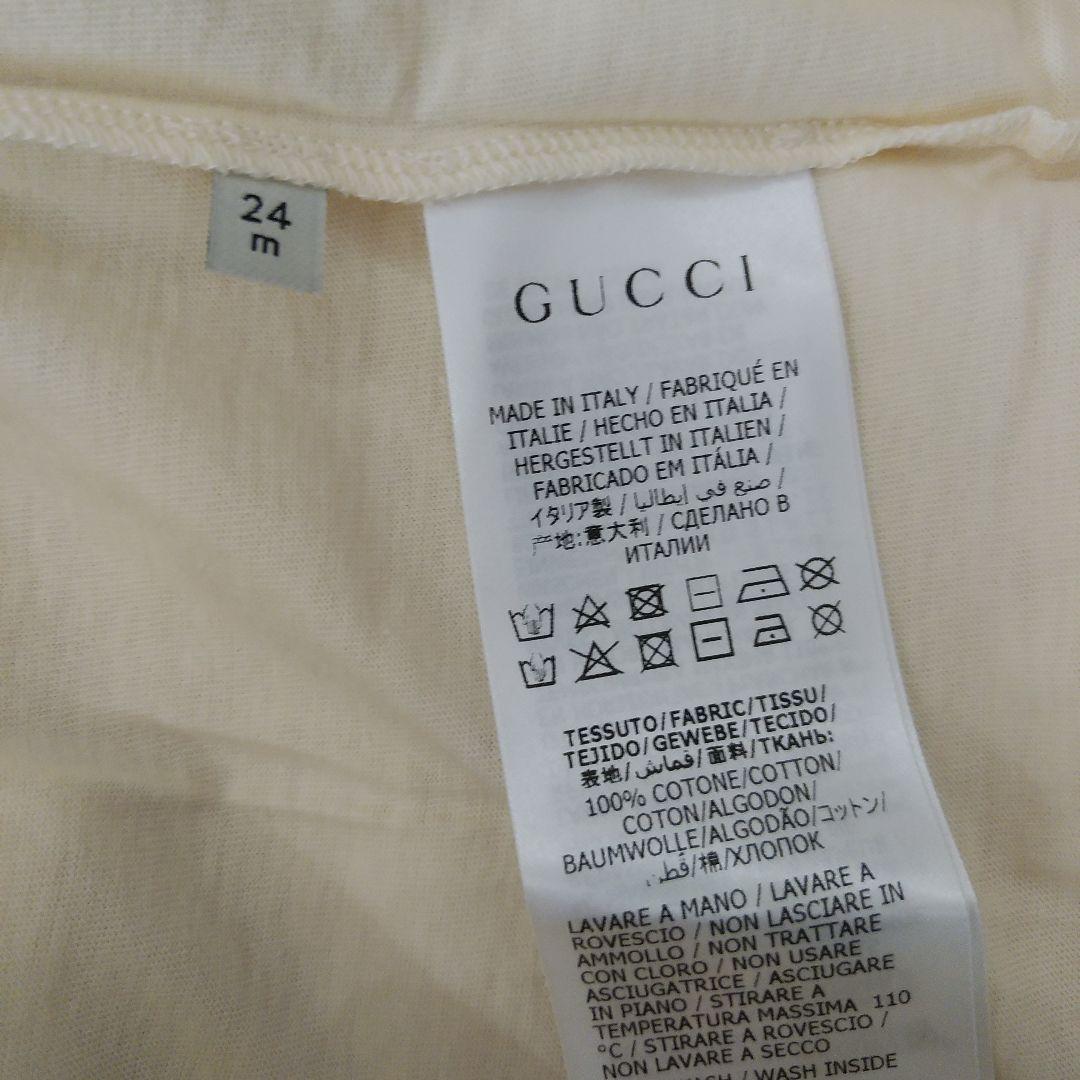 24
m
GUCCI
MADE IN ITALY / FABRIQUÉ EN
ITALIE / HECHO EN ITALIA /
HERGESTELLT IN ITALIEN /
FABRICADO EM ITÁLIA /
イタリア製 / صنع في إيطاليا /
产地:意大利 / СДЕЛАНО В
ИТАЛИИ
TESSUTO/FABRIC/TISSU/
TEJIDO/GEWEBE/TECIDO/
表地/قماش/面料/ТКАНЬ:
100% COTONE/COTTON/
COTON/ALGODON/
BAUMWOLLE/ALGODÃO/コットン/
قطن/棉/ХЛОПОК
LAVARE A MANO / LAVARE A
ROVESCIO / NON LASCIARE IN
AMMOLLO / NON TRATTARE
CON CLORO / NON USARE
ASCIUGATRICE / ASCIUGARE
IN PIANO / STIRARE A
TEMPERATURA MASSIMA 110
°C / STIRARE A ROVESCIO /
NON LAVARE A SECCO
/ WASH INSIDE